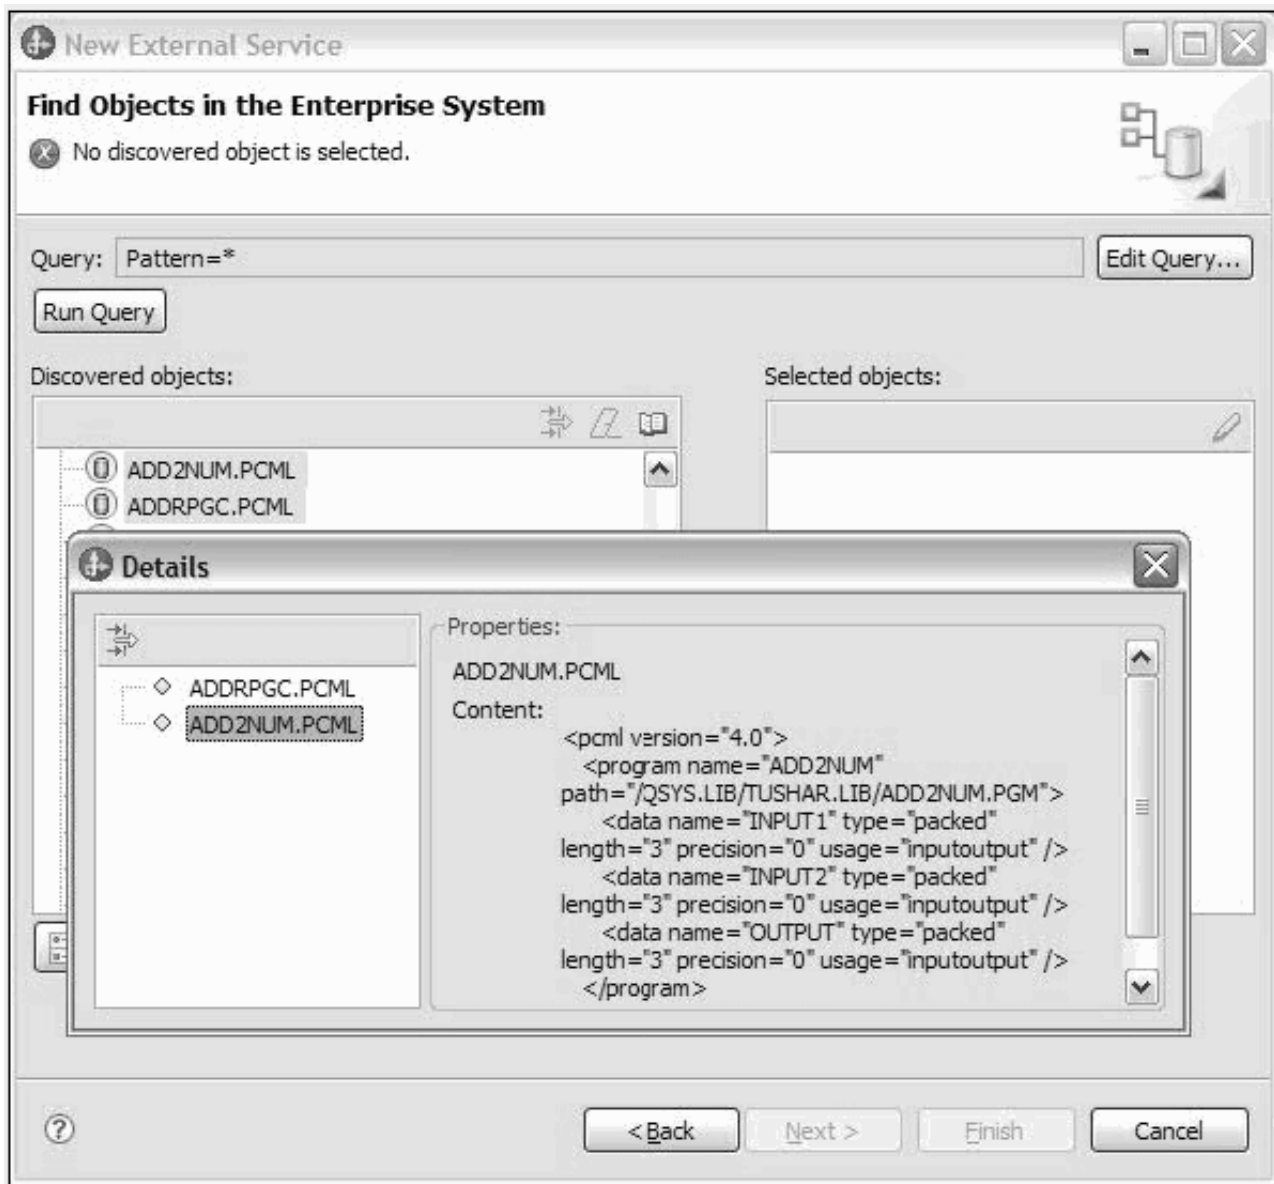 New External Service
Find Objects in the Enterprise System
No discovered object is selected.
Query: Pattern=* Edit Query...
Run Query
Discovered objects: Selected objects:
ADD2NUM.PCML
ADDRPGC.PCML
Details
Properties:
ADDRPGC.PCML
ADD2NUM.PCML
ADD2NUM.PCML
Content:
<pcml version="4.0">
<program name="ADD2NUM"
path="/QSYS.LIB/TUSHAR.LIB/ADD2NUM.PGM">
<data name="INPUT1" type="packed"
length="3" precision="0" usage="inputoutput" />
<data name="INPUT2" type="packed"
length="3" precision="0" usage="inputoutput" />
<data name="OUTPUT" type="packed"
length="3" precision="0" usage="inputoutput" />
</program>
< Back Next > Finish Cancel